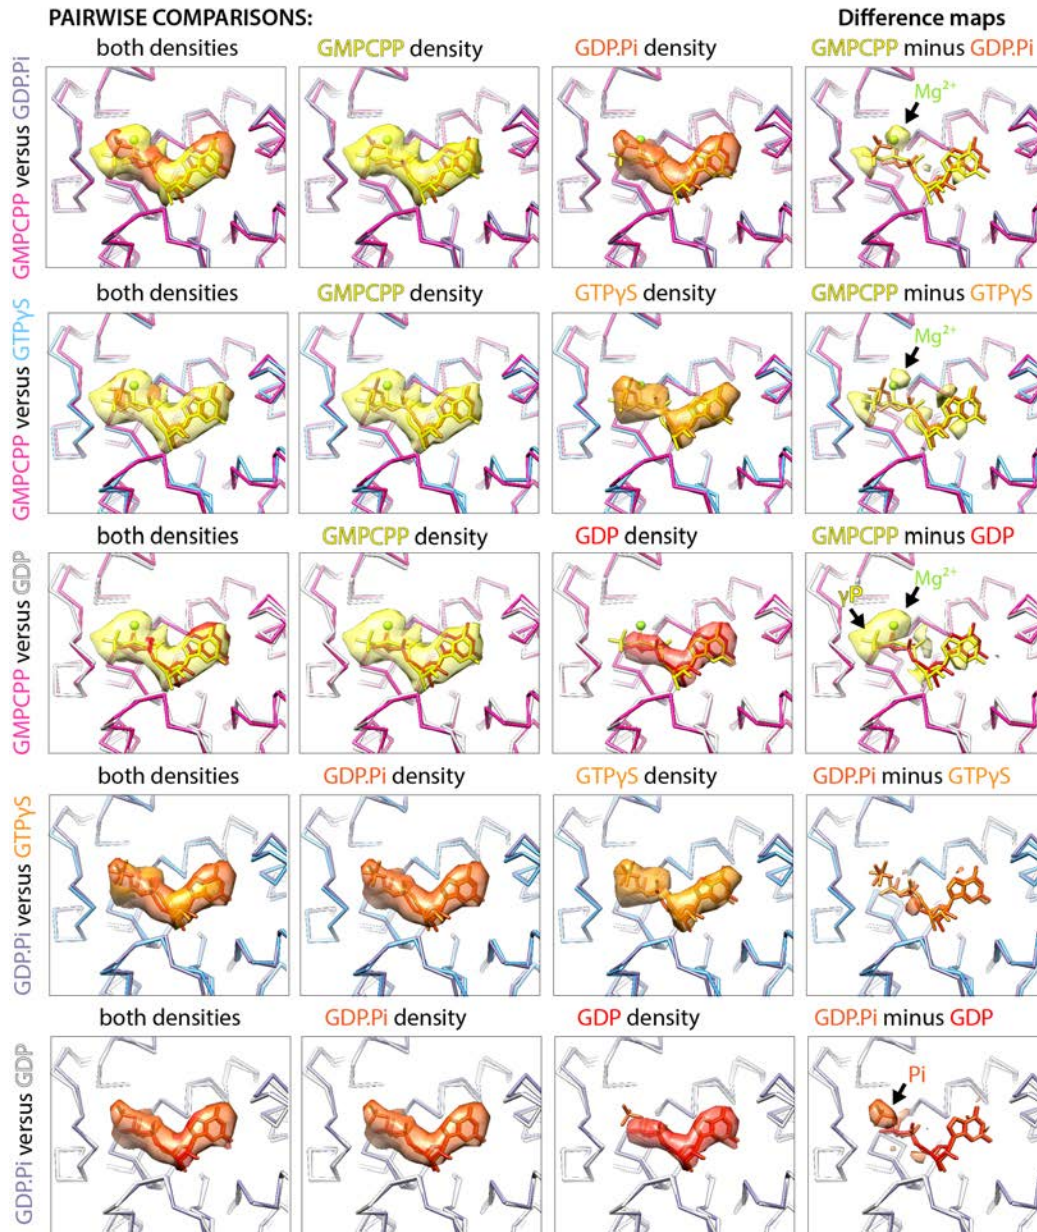 PAIRWISE COMPARISONS:
Difference maps
GMPCPP versus GDP.Pi
both densities
GMPCPP density
GDP.Pi density
GMPCPP minus GDP.Pi
Mg²⁺
GMPCPP versus GTPγS
both densities
GMPCPP density
GTPγS density
GMPCPP minus GTPγS
Mg²⁺
GMPCPP versus GDP
both densities
GMPCPP density
GDP density
GMPCPP minus GDP
γP
Mg²⁺
GDP.Pi versus GTPγS
both densities
GDP.Pi density
GTPγS density
GDP.Pi minus GTPγS
GDP.Pi versus GDP
both densities
GDP.Pi density
GDP density
GDP.Pi minus GDP
Pi